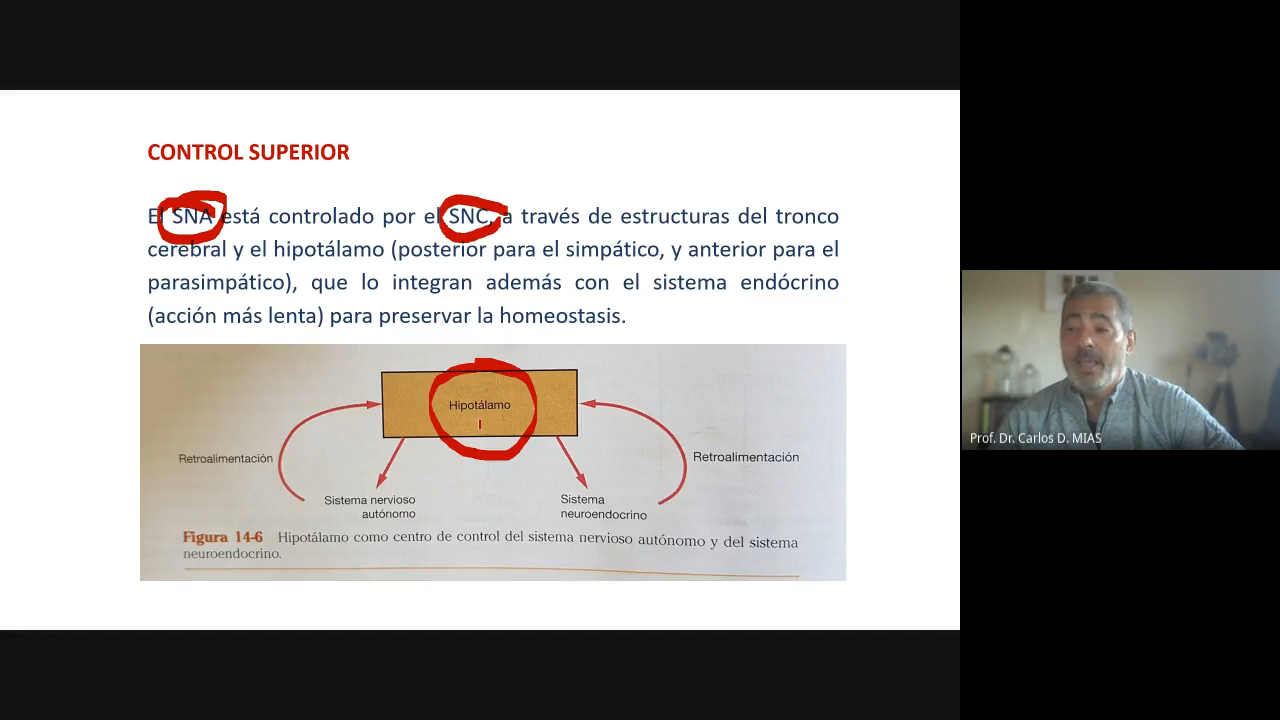 CONTROL SUPERIOR
El SNA está controlado por el SNC, a través de estructuras del tronco
cerebral y el hipotálamo (posterior para el simpático, y anterior para el
parasimpático), que lo integran además con el sistema endócrino
(acción más lenta) para preservar la homeostasis.
Hipotálamo
Retroalimentación
Retroalimentación
Sistema nervioso
autónomo
Sistema
neuroendocrino
Figura 14-6 Hipotálamo como centro de control del sistema nervioso autónomo y del sistema
neuroendocrino.
Prof. Dr. Carlos D. MIAS